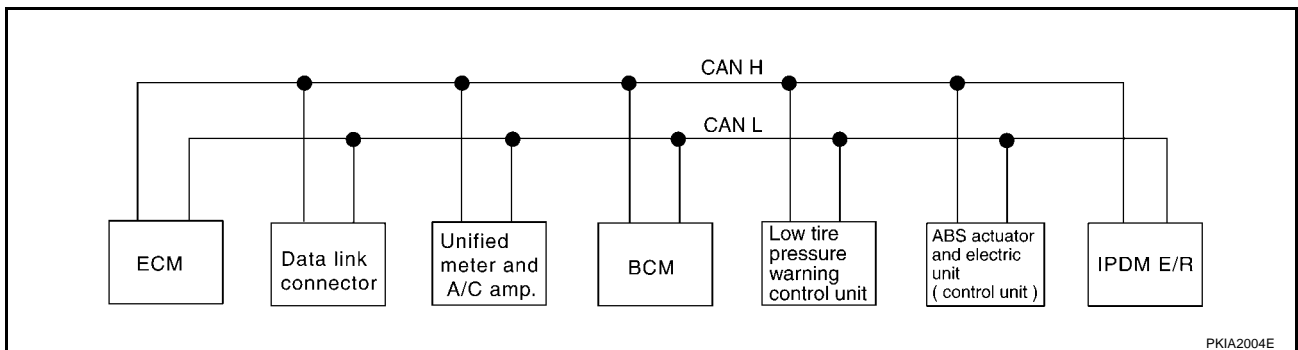 CAN H
CAN L
ECM
Data link
connector
Unified
meter and
A/C amp.
BCM
Low tire
pressure
warning
control unit
ABS actuator
and electric
unit
( control unit )
IPDM E/R
PKIA2004E